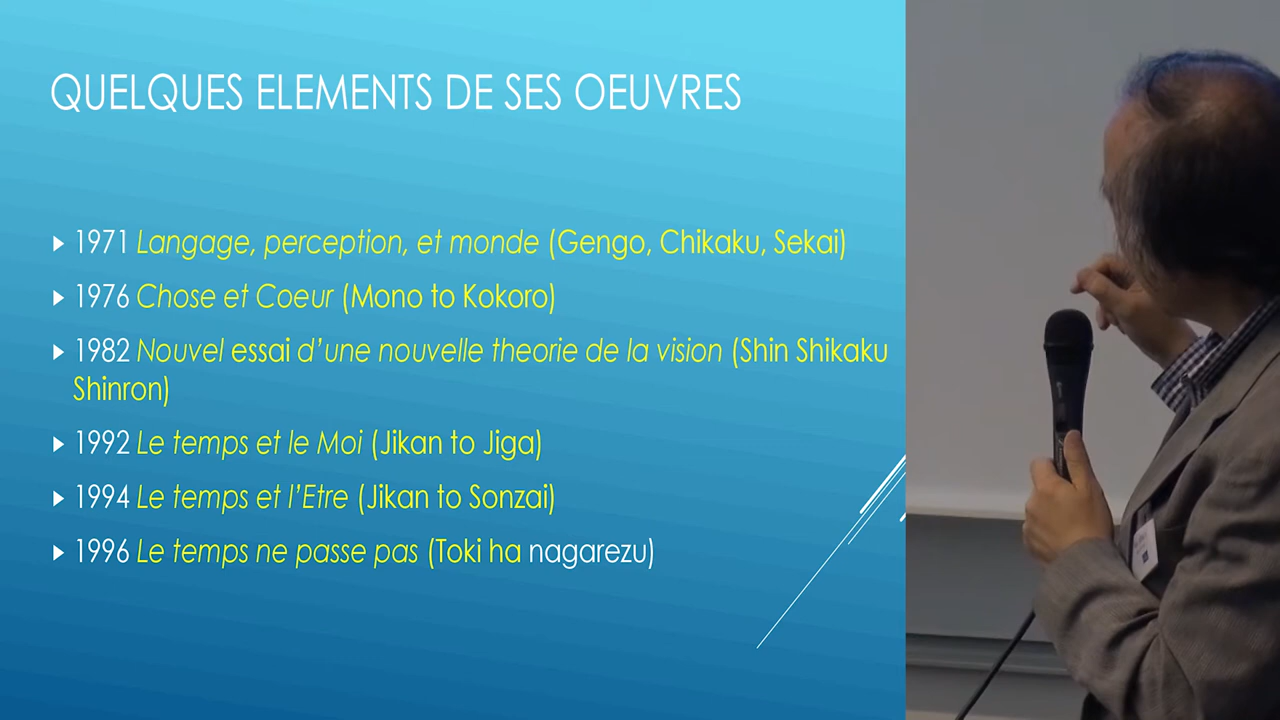 QUELQUES ELEMENTS DE SES OEUVRES
1971 Langage, perception, et monde (Gengo, Chikaku, Sekai)
1976 Chose et Coeur (Mono to Kokoro)
1982 Nouvel essai d’une nouvelle theorie de la vision (Shin Shikaku
Shinron)
1992 Le temps et le Moi (Jikan to Jiga)
1994 Le temps et l’Etre (Jikan to Sonzai)
1996 Le temps ne passe pas (Toki ha nagarezu)